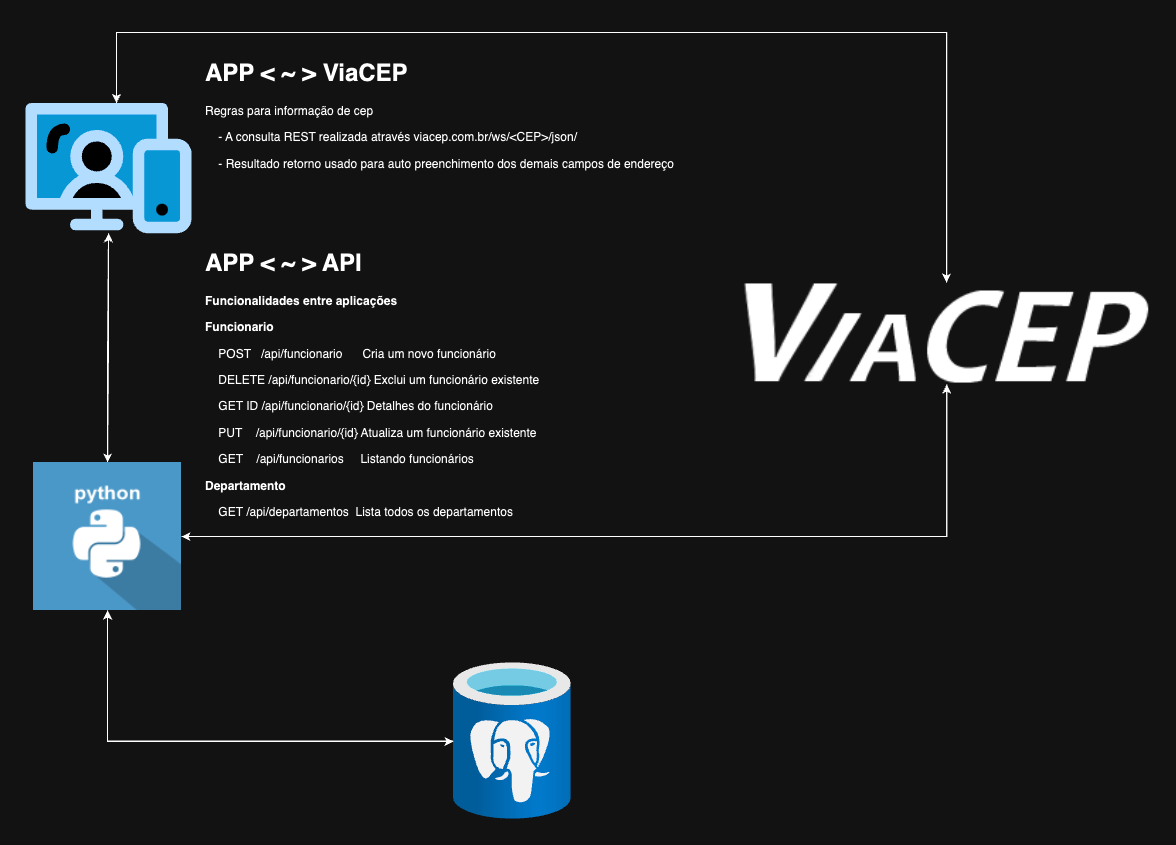 APP < ~ > ViaCEP
Regras para informação de cep
- A consulta REST realizada através viacep.com.br/ws/<CEP>/json/
- Resultado retorno usado para auto preenchimento dos demais campos de endereço
APP < ~ > API
Funcionalidades entre aplicações
Funcionario
POST /api/funcionario Cria um novo funcionário
DELETE /api/funcionario/{id} Exclui um funcionário existente
GET ID /api/funcionario/{id} Detalhes do funcionário
PUT /api/funcionario/{id} Atualiza um funcionário existente
GET /api/funcionarios Listando funcionários
Departamento
GET /api/departamentos Lista todos os departamentos
VIACEP
python